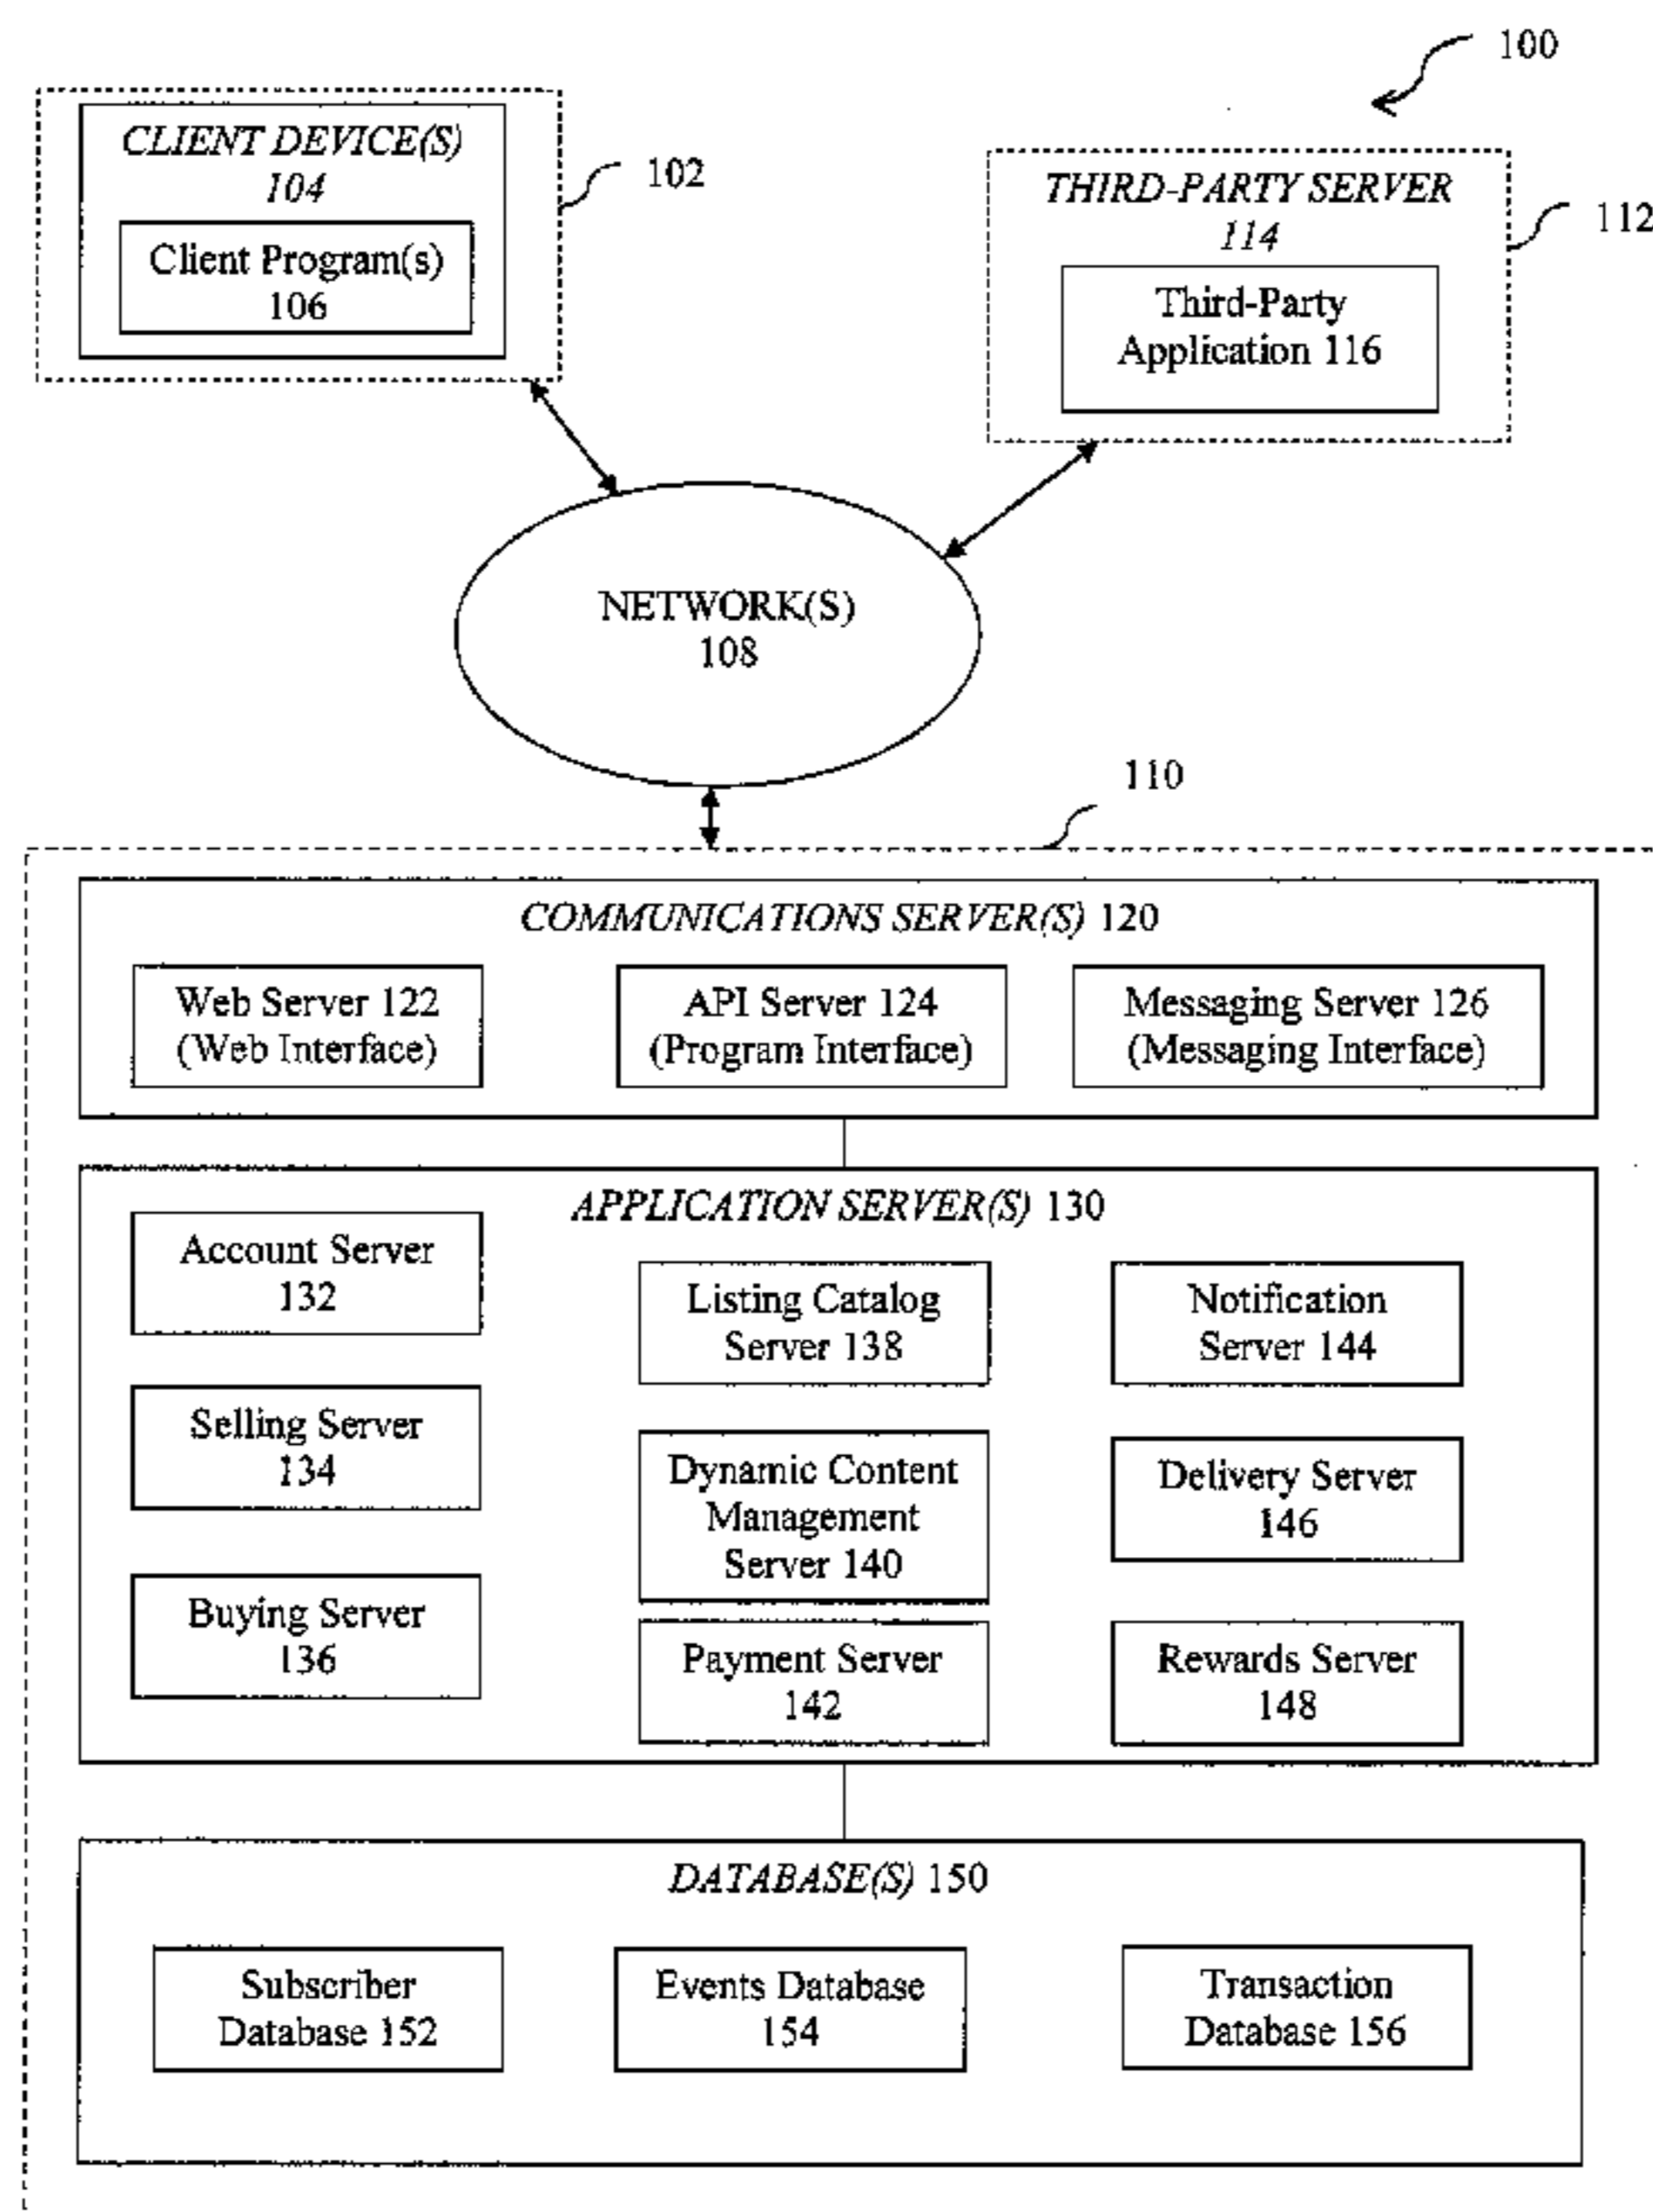 100
CLIENT DEVICE(S)
104
Client Program(s)
106
102
THIRD-PARTY SERVER
114
Third-Party
Application 116
112
NETWORK(S)
108
110
COMMUNICATIONS SERVER(S) 120
Web Server 122
(Web Interface)
API Server 124
(Program Interface)
Messaging Server 126
(Messaging Interface)
APPLICATION SERVER(S) 130
Account Server
132
Selling Server
134
Buying Server
136
Listing Catalog
Server 138
Dynamic Content
Management
Server 140
Payment Server
142
Notification
Server 144
Delivery Server
146
Rewards Server
148
DATABASE(S) 150
Subscriber
Database 152
Events Database
154
Transaction
Database 156